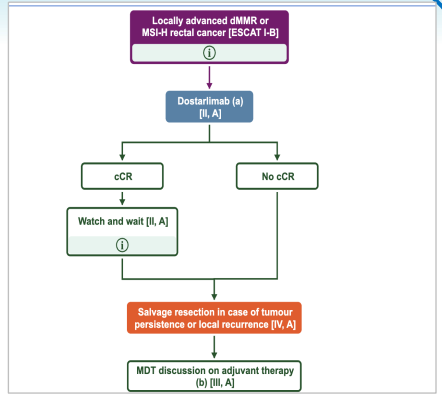 Locally advanced dMMR or
MSI-H rectal cancer [ESCAT I-B]
i
Dostarlimab (a)
[II, A]
cCR
No cCR
Watch and wait [II, A]
i
Salvage resection in case of tumour
persistence or local recurrence [IV, A]
MDT discussion on adjuvant therapy
(b) [III, A]